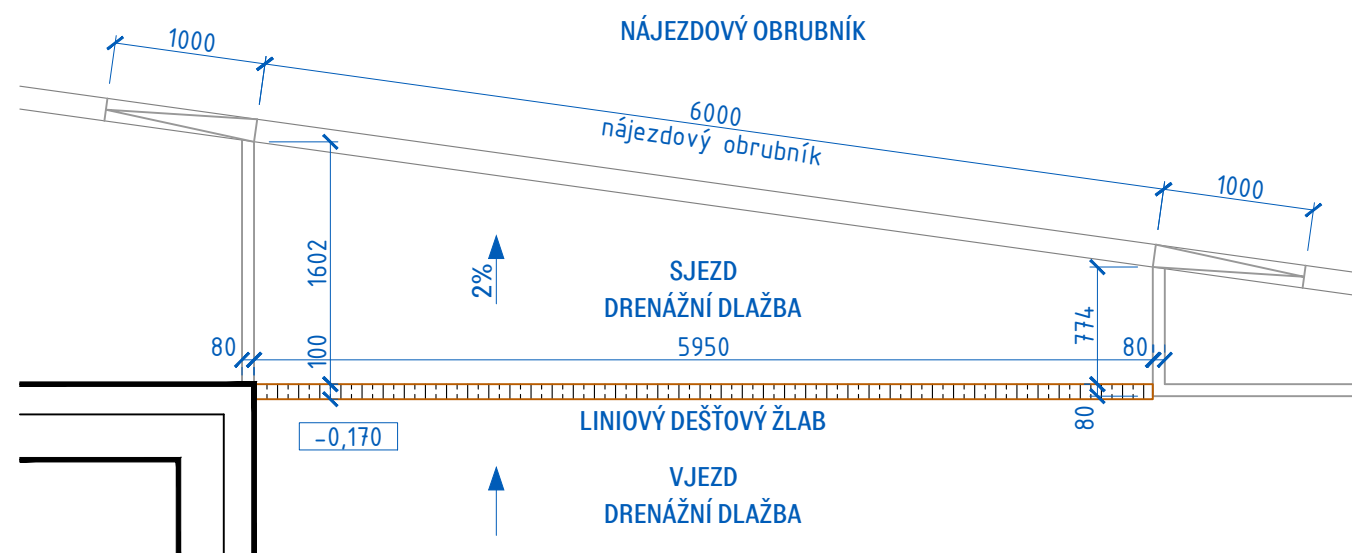 NÁJEZDOVÝ OBRUBNÍK
1000
6000
nájezdový obrubník
1000
1602
2%
SJEZD
DRENÁŽNÍ DLAŽBA
774
80
100
5950
80
LINIOVÝ DEŠŤOVÝ ŽLAB
80
-0,170
VJEZD
DRENÁŽNÍ DLAŽBA